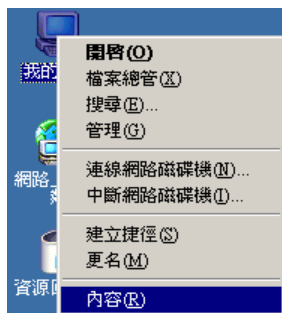 開啓(O)
我的
檔案總管(X)
搜尋(E)...
管理(G)
網路
連線網路磁碟機(N)...
中斷網路磁碟機(I)...
建立捷徑(S)
更名(M)
資源回
內容(R)